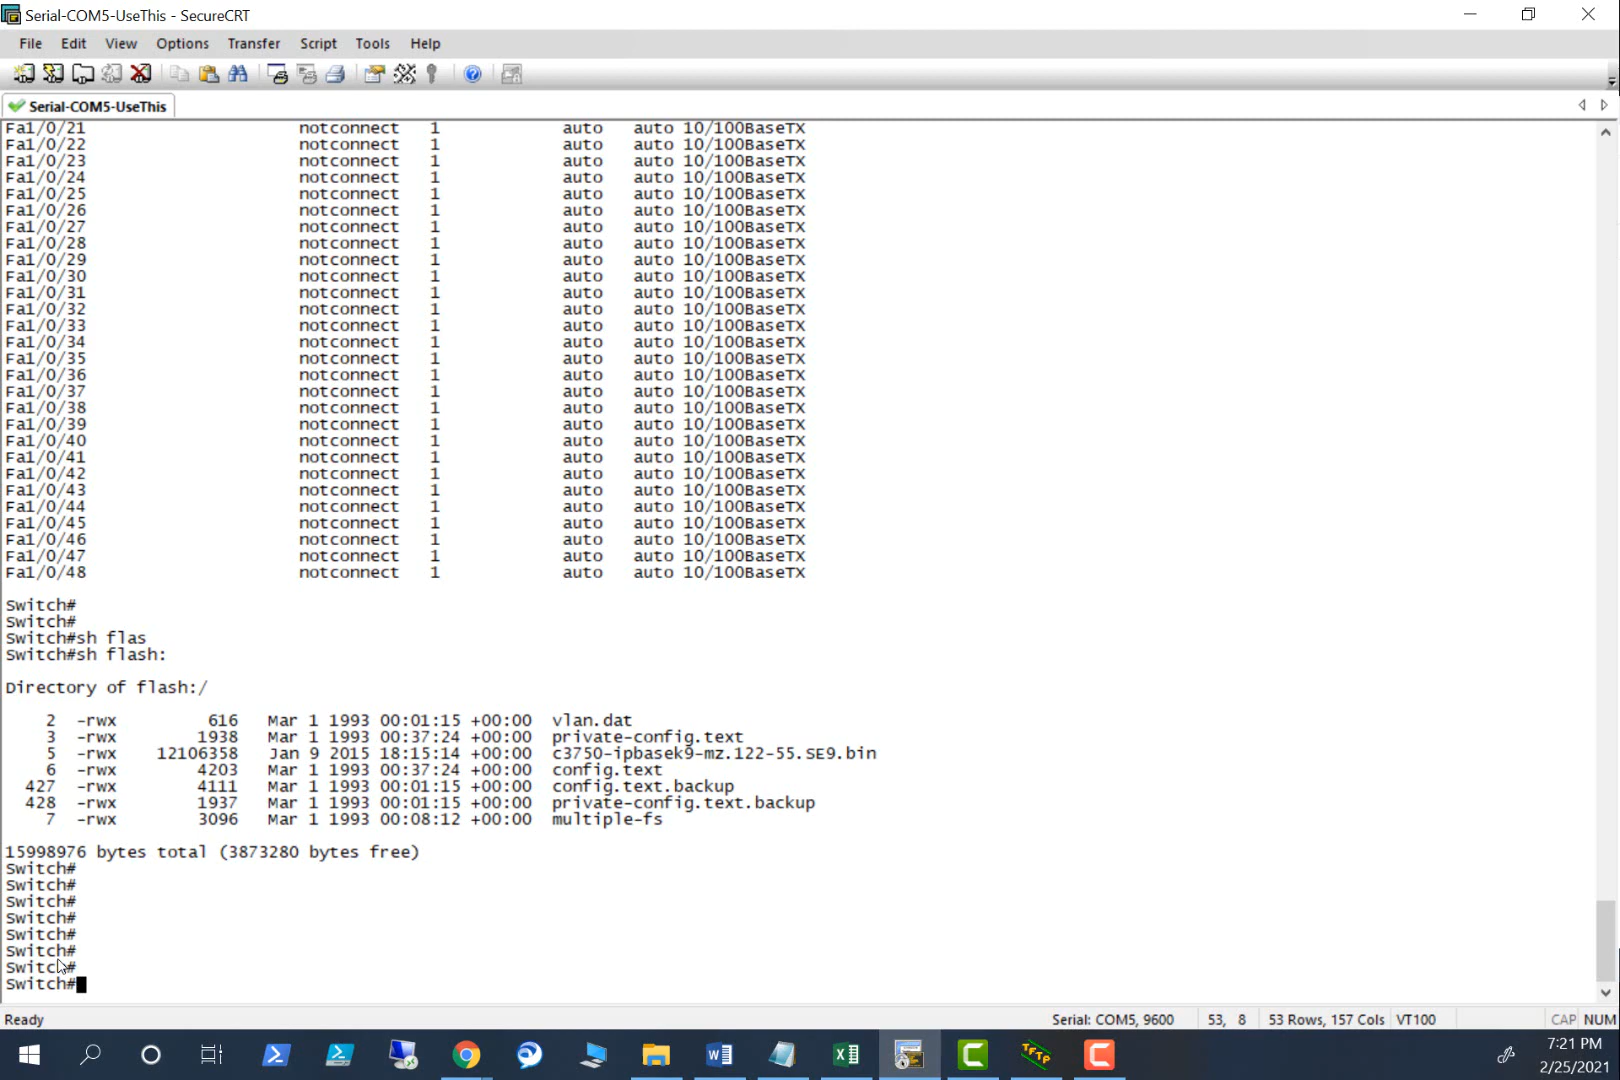 Serial-COM5-UseThis - SecureCRT
File Edit View Options Transfer Script Tools Help
Serial-COM5-UseThis
Fa1/0/21 notconnect 1 auto auto 10/100BaseTX
Fa1/0/22 notconnect 1 auto auto 10/100BaseTX
Fa1/0/23 notconnect 1 auto auto 10/100BaseTX
Fa1/0/24 notconnect 1 auto auto 10/100BaseTX
Fa1/0/25 notconnect 1 auto auto 10/100BaseTX
Fa1/0/26 notconnect 1 auto auto 10/100BaseTX
Fa1/0/27 notconnect 1 auto auto 10/100BaseTX
Fa1/0/28 notconnect 1 auto auto 10/100BaseTX
Fa1/0/29 notconnect 1 auto auto 10/100BaseTX
Fa1/0/30 notconnect 1 auto auto 10/100BaseTX
Fa1/0/31 notconnect 1 auto auto 10/100BaseTX
Fa1/0/32 notconnect 1 auto auto 10/100BaseTX
Fa1/0/33 notconnect 1 auto auto 10/100BaseTX
Fa1/0/34 notconnect 1 auto auto 10/100BaseTX
Fa1/0/35 notconnect 1 auto auto 10/100BaseTX
Fa1/0/36 notconnect 1 auto auto 10/100BaseTX
Fa1/0/37 notconnect 1 auto auto 10/100BaseTX
Fa1/0/38 notconnect 1 auto auto 10/100BaseTX
Fa1/0/39 notconnect 1 auto auto 10/100BaseTX
Fa1/0/40 notconnect 1 auto auto 10/100BaseTX
Fa1/0/41 notconnect 1 auto auto 10/100BaseTX
Fa1/0/42 notconnect 1 auto auto 10/100BaseTX
Fa1/0/43 notconnect 1 auto auto 10/100BaseTX
Fa1/0/44 notconnect 1 auto auto 10/100BaseTX
Fa1/0/45 notconnect 1 auto auto 10/100BaseTX
Fa1/0/46 notconnect 1 auto auto 10/100BaseTX
Fa1/0/47 notconnect 1 auto auto 10/100BaseTX
Fa1/0/48 notconnect 1 auto auto 10/100BaseTX
Switch#
Switch#
Switch#sh flas
Switch#sh flash:
Directory of flash:/
2 -rwx 616 Mar 1 1993 00:01:15 +00:00 vlan.dat
3 -rwx 1938 Mar 1 1993 00:37:24 +00:00 private-config.text
5 -rwx 12106358 Jan 9 2015 18:15:14 +00:00 c3750-ipbasek9-mz.122-55.SE9.bin
6 -rwx 4203 Mar 1 1993 00:37:24 +00:00 config.text
427 -rwx 4111 Mar 1 1993 00:01:15 +00:00 config.text.backup
428 -rwx 1937 Mar 1 1993 00:01:15 +00:00 private-config.text.backup
7 -rwx 3096 Mar 1 1993 00:08:12 +00:00 multiple-fs
15998976 bytes total (3873280 bytes free)
Switch#
Switch#
Switch#
Switch#
Switch#
Switch#
Switch#
Switch#
Ready Serial: COM5, 9600 53, 8 53 Rows, 157 Cols VT100 CAP NUM
TFTP
7:21 PM
2/25/2021